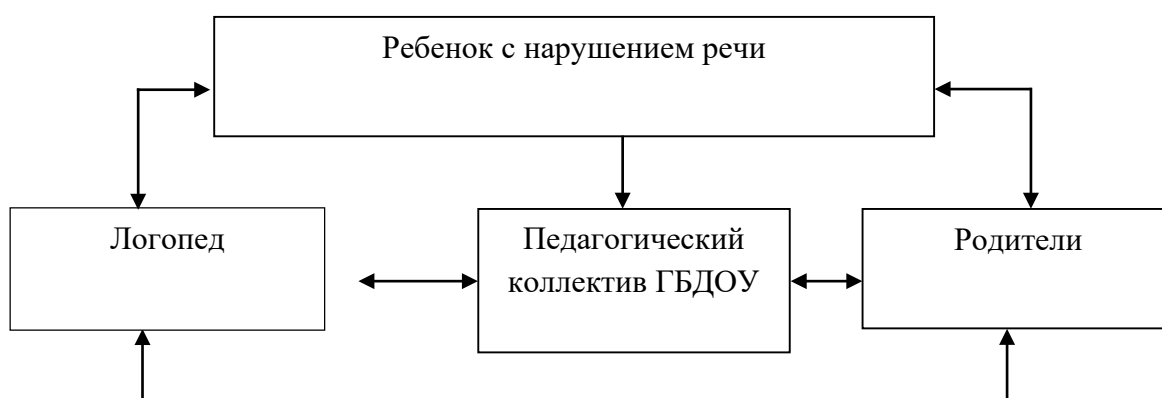 Ребенок с нарушением речи
Логопед
Педагогический
коллектив ГБДОУ
Родители